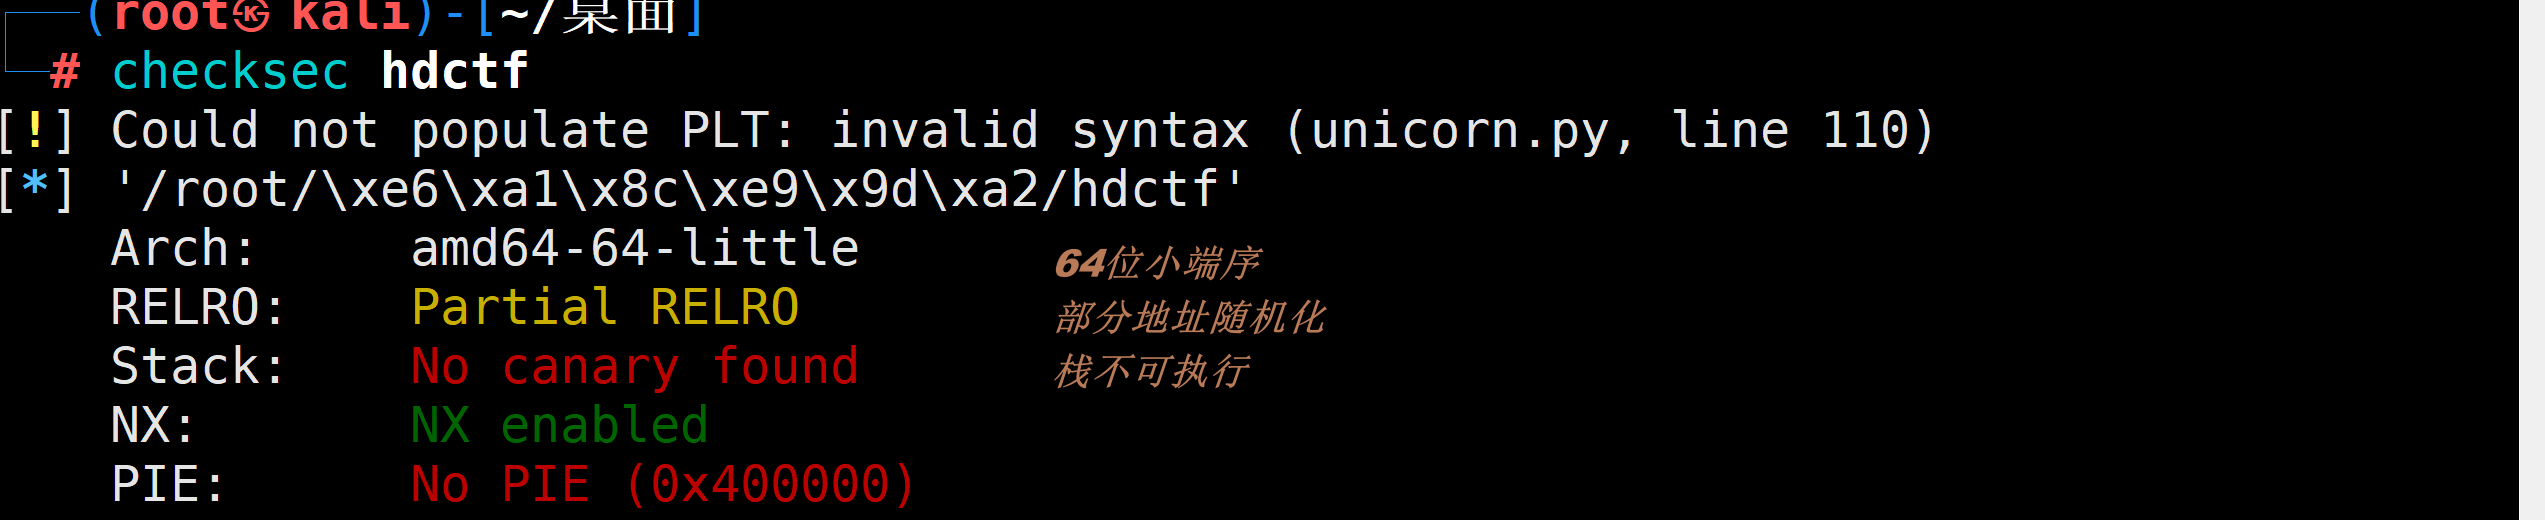 (root㉿kali)-[~/桌面]
# checksec hdctf
[!] Could not populate PLT: invalid syntax (unicorn.py, line 110)
[*] '/root/\xe6\xa1\x8c\xe9\x9d\xa2/hdctf'
Arch: amd64-64-little
64位小端序
RELRO: Partial RELRO
部分地址随机化
Stack: No canary found
栈不可执行
NX: NX enabled
PIE: No PIE (0x400000)